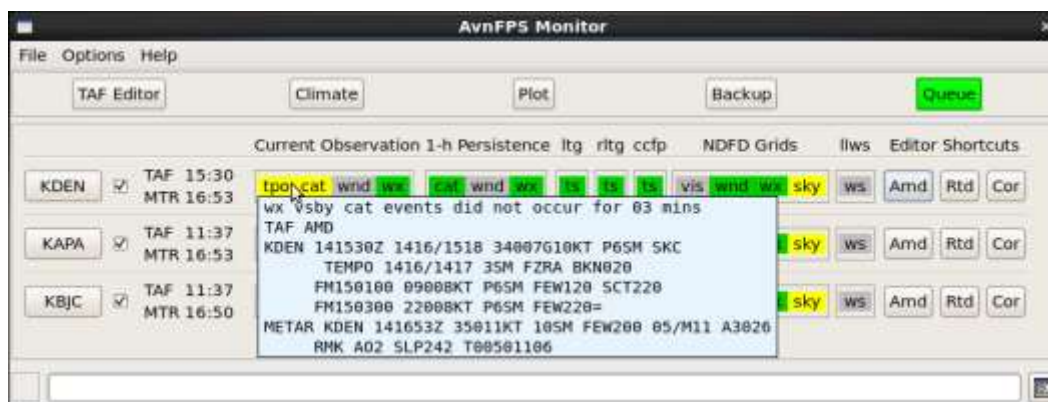 AvnFPS Monitor
File Options Help
TAF Editor Climate Plot Backup Queue
Current Observation 1-h Persistence ltg rltg ccfp NDFD Grids llws Editor Shortcuts
KDEN TAF 15:30 MTR 16:53 tpo cat wnd wx cat wnd wx ts ts ts vis wnd wx sky ws Amd Rtd Cor
wx vsby cat events did not occur for 03 mins
TAF AMD
KDEN 141530Z 1416/1518 34007G10KT P6SM SKC
TEMPO 1416/1417 3SM FZRA BKN020
FM150100 09008KT P6SM FEW120 SCT220
FM150300 22008KT P6SM FEW220=
METAR KDEN 141653Z 35011KT 10SM FEW200 05/M11 A3026
RMK AO2 SLP242 T00501106
KAPA TAF 11:37 MTR 16:53 sky ws Amd Rtd Cor
KBJC TAF 11:37 MTR 16:50 sky ws Amd Rtd Cor